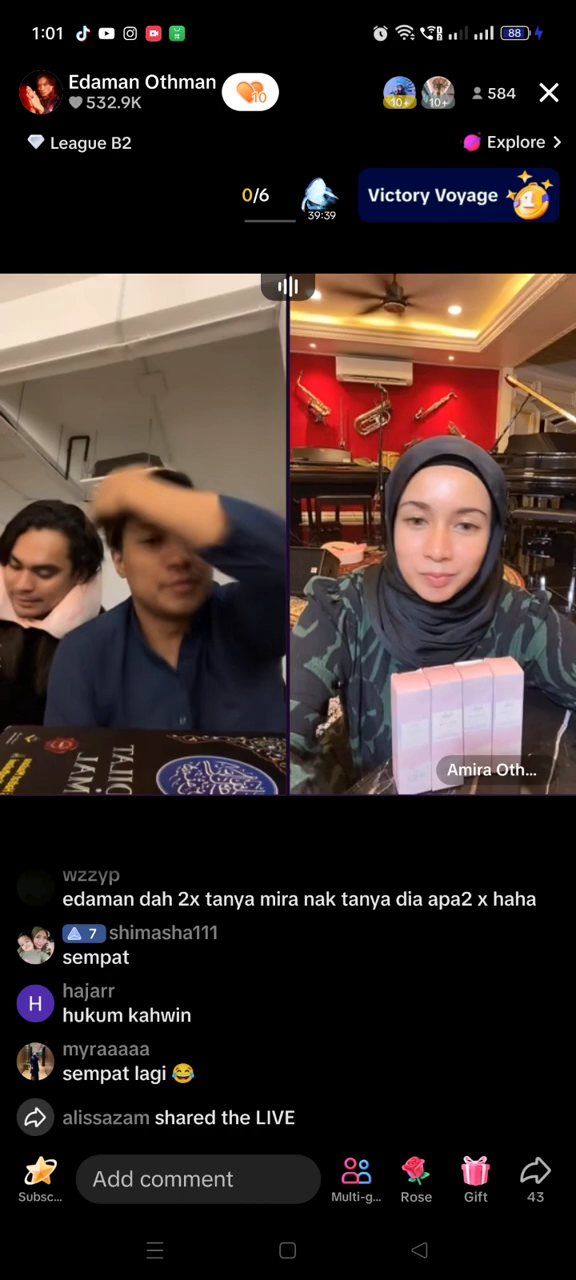 1:01
88
Edaman Othman
532.9K
10
10+
10+
584
League B2
Explore
0/6
39:39
Victory Voyage
1
Amira Oth...
wzzyp
edaman dah 2x tanya mira nak tanya dia apa2 x haha
7 shimasha111
sempat
H
hajarr
hukum kahwin
myraaaaa
sempat lagi 😂
alissazam shared the LIVE
Subsc...
Add comment
Multi-g...
Rose
Gift
43